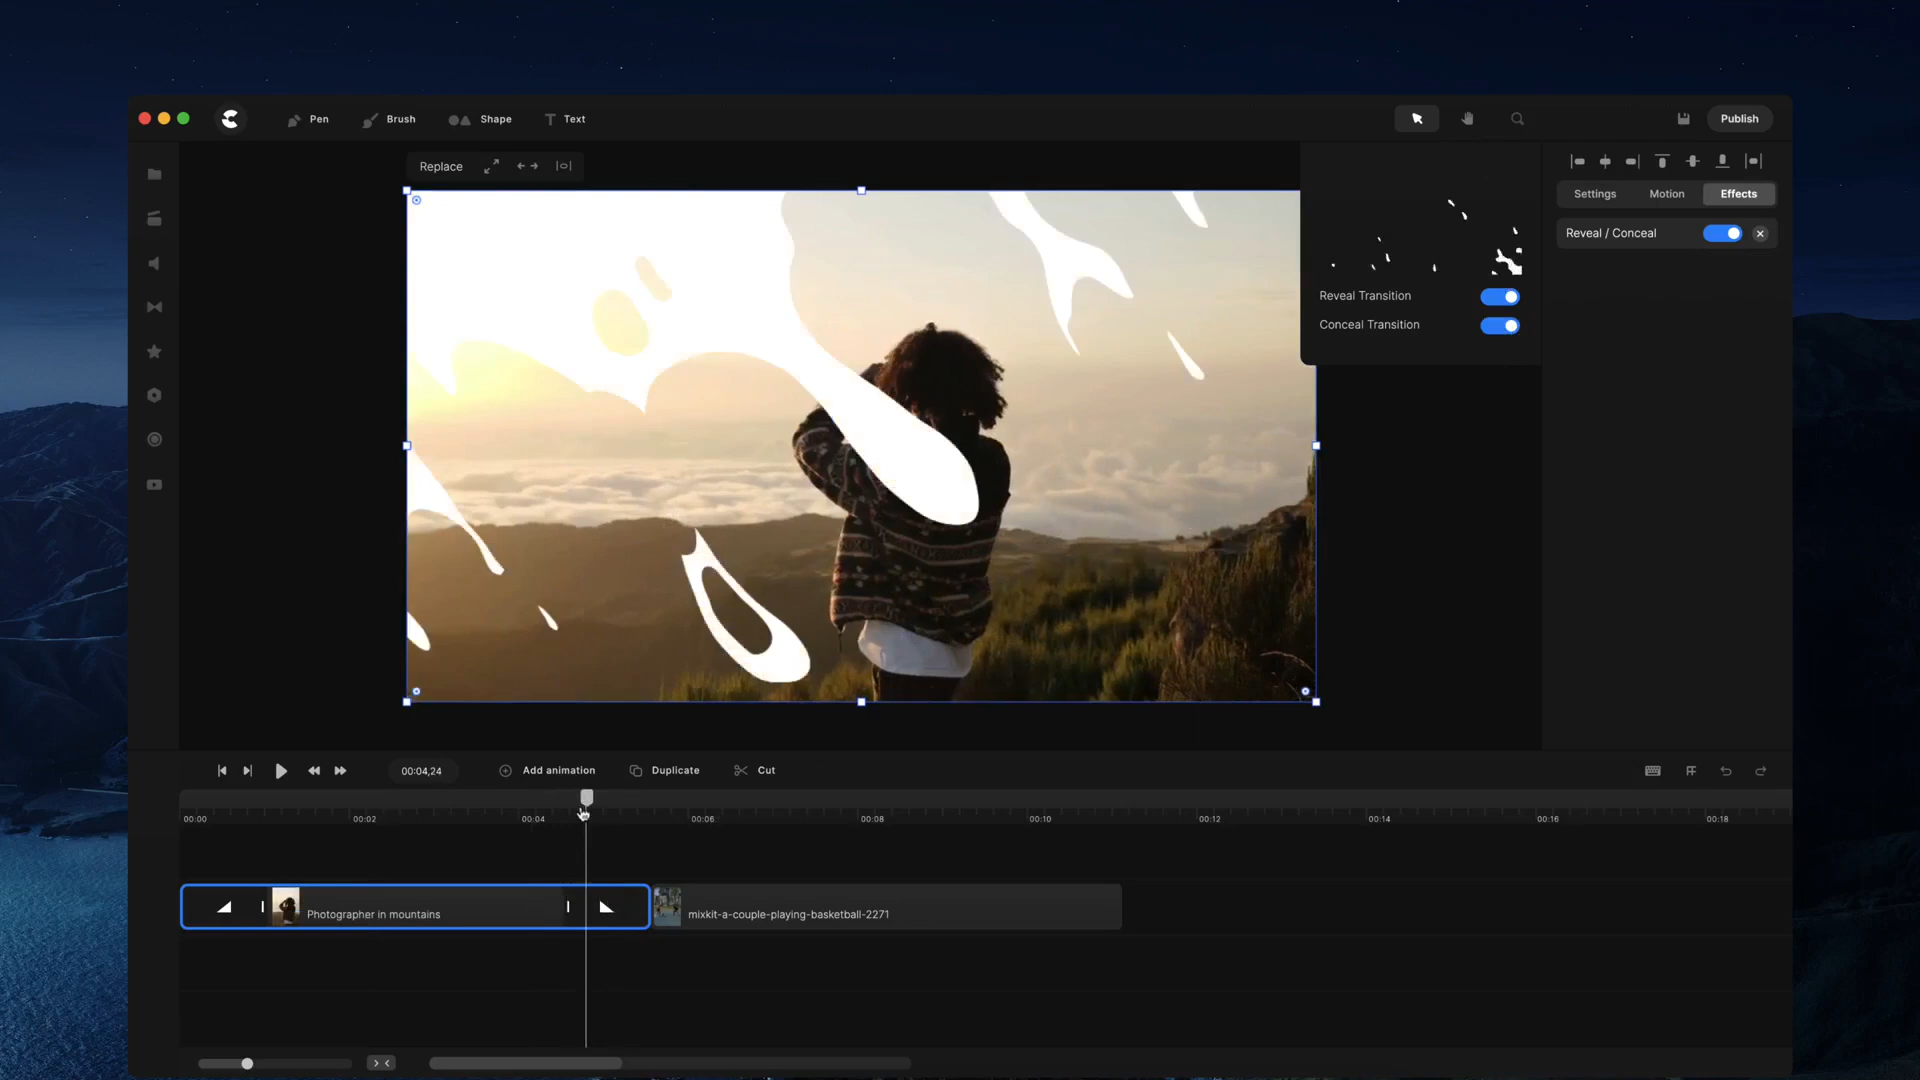 Pen Brush Shape Text Publish
Replace
Settings Motion Effects
Reveal / Conceal
Reveal Transition
Conceal Transition
00:04,24 Add animation Duplicate Cut
00:00 00:02 00:04 00:06 00:08 00:10 00:12 00:14 00:16 00:18
Photographer in mountains mixkit-a-couple-playing-basketball-2271